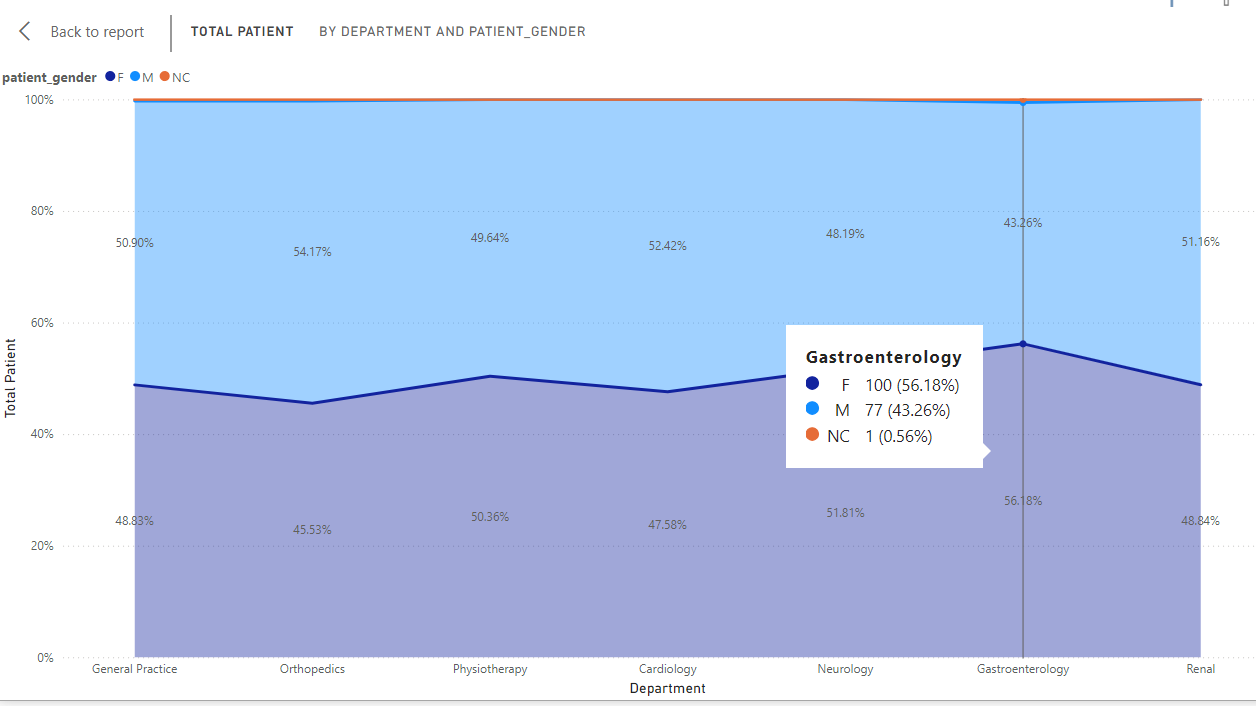 Back to report
TOTAL PATIENT
BY DEPARTMENT AND PATIENT_GENDER
patient_gender F M NC
100%
80%
60%
40%
20%
0%
Total Patient
50.90%
54.17%
49.64%
52.42%
48.19%
43.26%
51.16%
Gastroenterology
F 100 (56.18%)
M 77 (43.26%)
NC 1 (0.56%)
48.83%
45.53%
50.36%
47.58%
51.81%
56.18%
48.84%
General Practice
Orthopedics
Physiotherapy
Cardiology
Neurology
Gastroenterology
Renal
Department